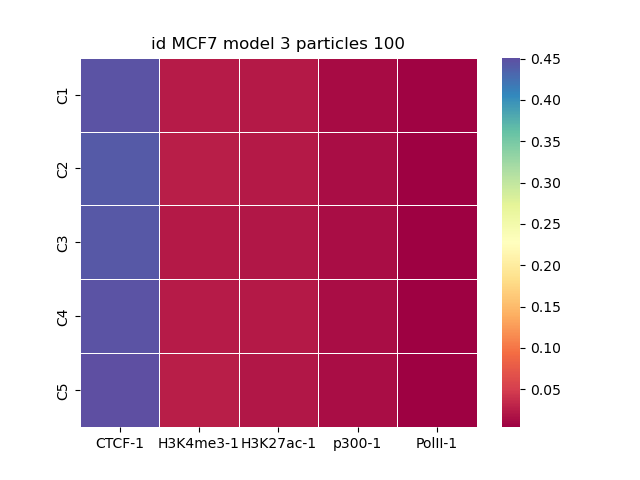 id MCF7 model 3 particles 100
C1
C2
C3
C4
C5
CTCF-1 H3K4me3-1 H3K27ac-1 p300-1 PolII-1
0.45
0.40
0.35
0.30
0.25
0.20
0.15
0.10
0.05